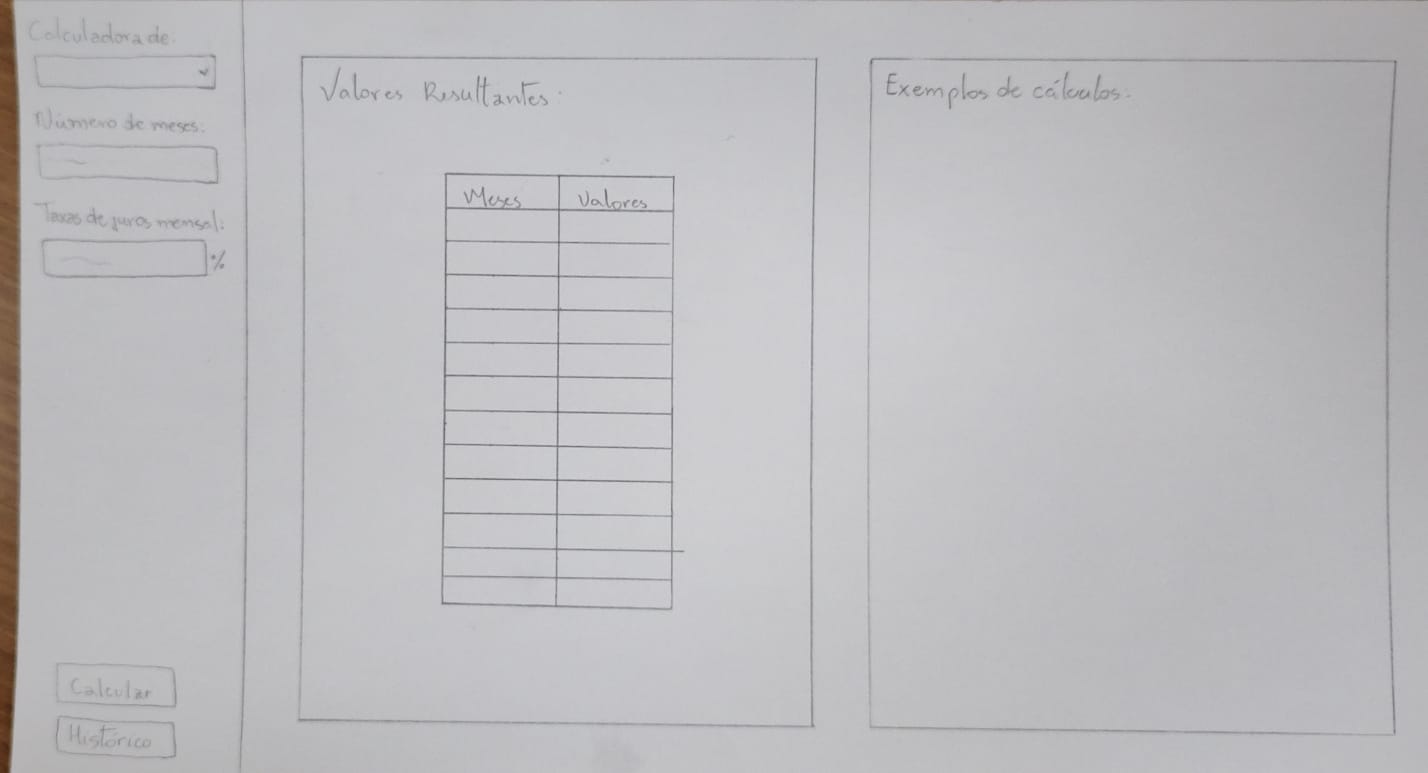 Calculadora de:
Número de meses:
Taxas de juros mensal:
%
Calcular
Histórico
Valores Resultantes:
Meses Valores
Exemplos de cálculos: